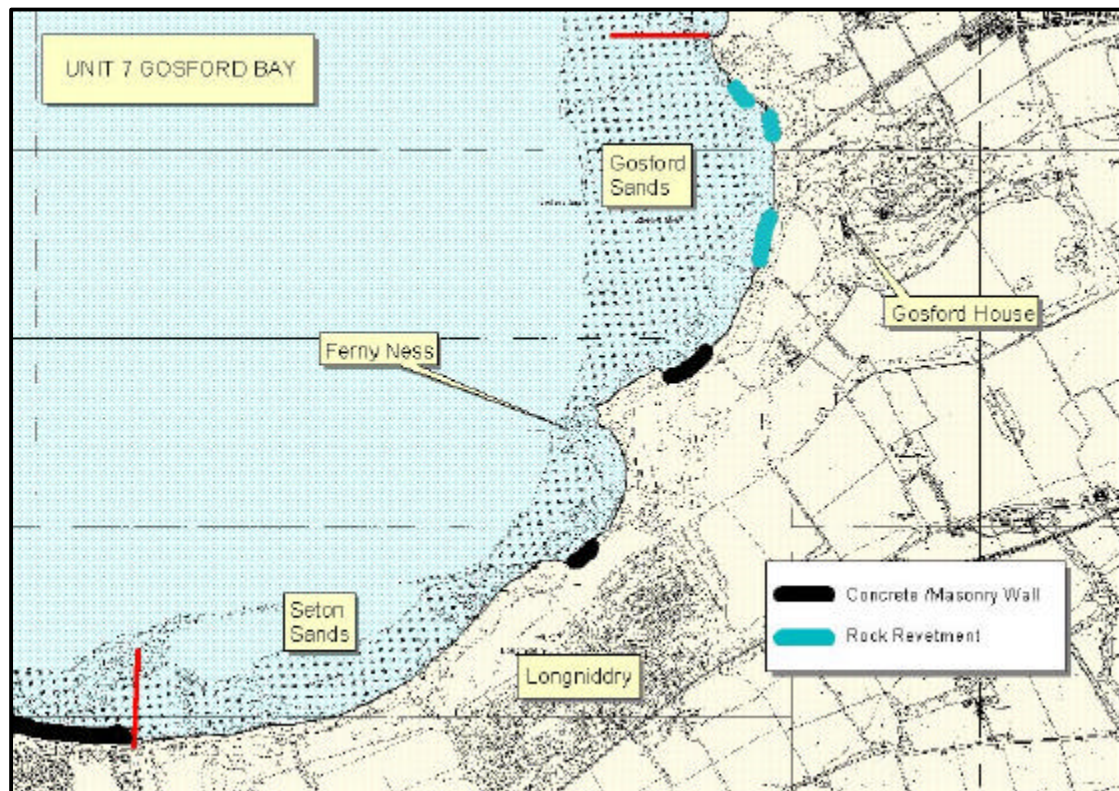 UNIT 7 GOSFORD BAY
Gosford
Sands
Gosford House
Ferny Ness
Concrete /Masonry Wall
Rock Revetment
Seton
Sands
Longniddry